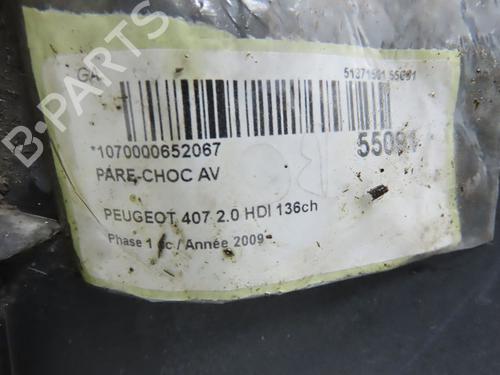 B-PARTS
GA
51371501 55091
*1070000652067
55091
PARE-CHOC AV
PEUGEOT 407 2.0 HDI 136ch
Phase 1 / Année 2009